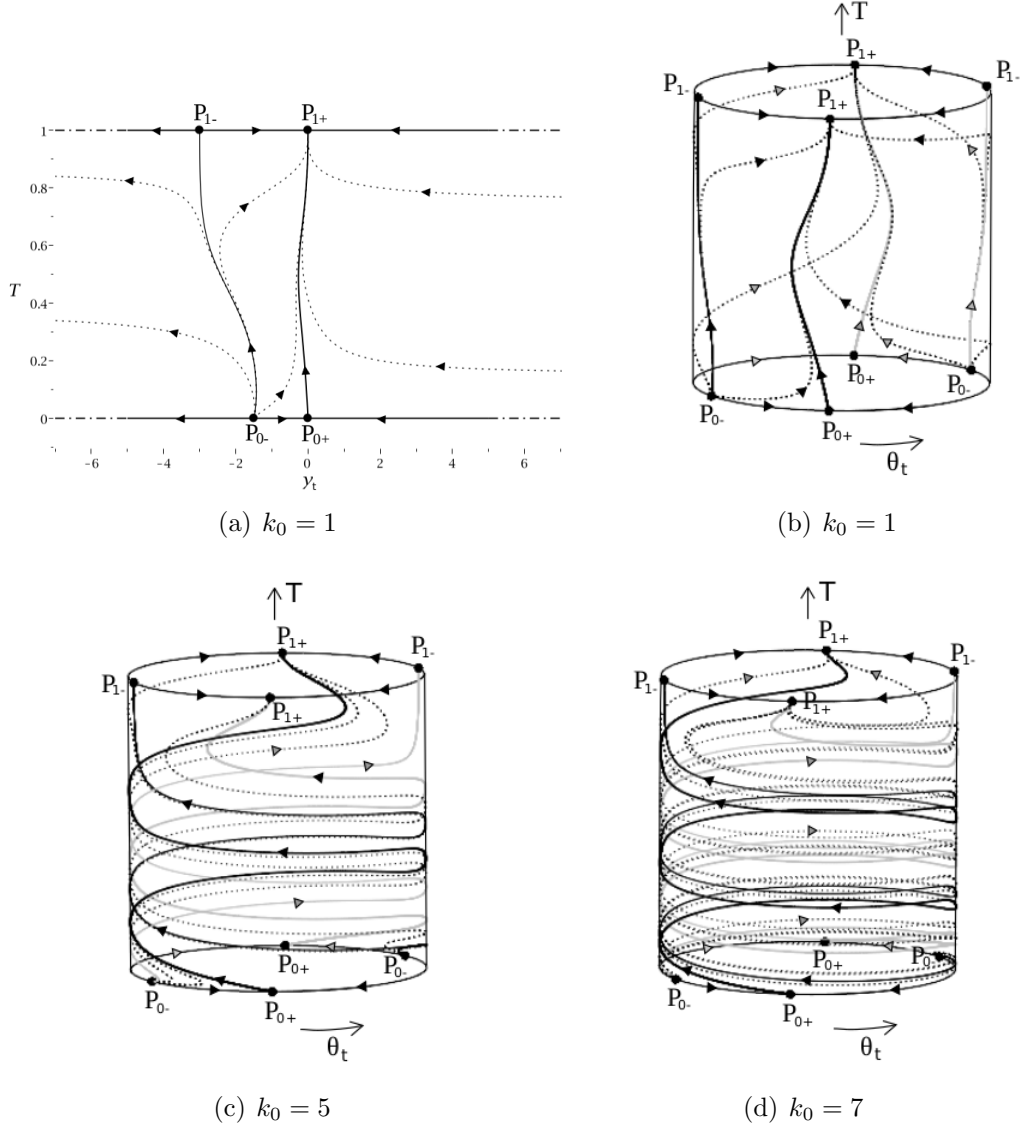 P1- P1+
1
0.8
0.6
T
0.4
0.2
0
P0- P0+
-6 -4 -2 0 2 4 6
yt
(a) k0 = 1
T
P1+
P1- P1-
P1+
P0+
P0- P0-
P0+
θt
(b) k0 = 1
T
P1+
P1- P1-
P1+
P0+
P0- P0-
P0+
θt
(c) k0 = 5
T
P1+
P1- P1-
P1+
P0+
P0- P0-
P0+
θt
(d) k0 = 7